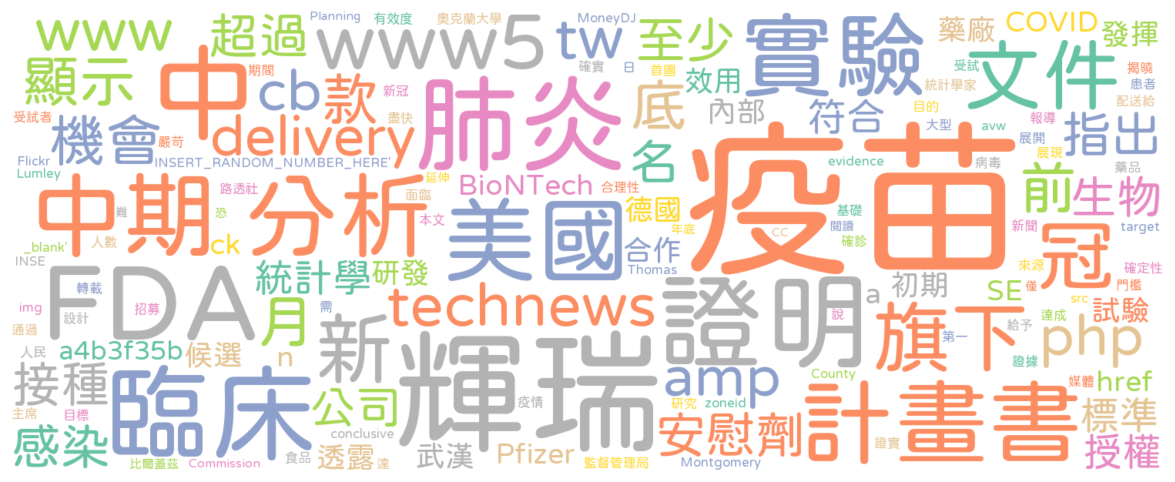 www
超過
Planning
有效度
奧克蘭大學
MoneyDJ
www5
tw
至少
實驗
藥廠
COVID
發揮
顯示
中
期間
cb
款
新冠
確實
日
首圖
效用
底
內部
符合
文件
受試
統計學家
揭曉
患者
配送給
受試者
機會
嚴苛
delivery
盡快
肺炎
名
目的
大型
avw
報導
展開
展現
指出
Flickr
Lumley
INSERT_RANDOM_NUMBER_HERE'
evidence
病毒
藥品
中期
分析
路透社
延伸
面臨
BioNTech
合理性
疫苗
前
生物
難
本文
美國
德國
年底
基礎
閱讀
確診
新聞
target
_blank'
人數
ck
合作
cc
冠
INSE
統計學
研發
Thomas
來源
確定性
FDA
轉載
月
technews
證明
a
初期
SE
僅
門檻
src
試驗
img
招募
需
設計
新
輝瑞
說
旗下
給予
達成
php
通過
人民
a4b3f35b
候選
n
amp
第一
證據
接種
臨床
公司
疫情
County
計畫書
媒體
href
主席
目標
研究
zoneid
標準
感染
conclusive
武漢
Pfizer
安慰劑
證實
授權
比爾蓋茲
Commission
食品
透露
達
監督管理局
Montgomery
恐